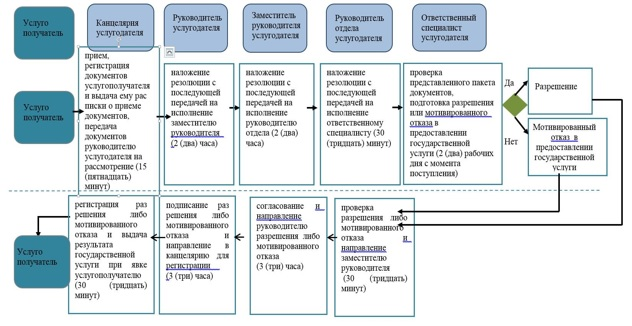 Услуго
получатель
Канцелярия
услугодателя
Руководитель
услугодателя
Заместитель
руководителя
услугодателя
Руководитель
отдела
услугодателя
Ответственный
специалист
услугодателя
Услуго
получатель
прием,
регистрация
документов
услугополучателя
и выдача ему рас
писки о приеме
документов,
передача
документов
руководителю
услугодателя на
рассмотрение (15
(пятнадцать)
минут)
наложение
резолюции с
последующей
передачей на
исполнение
заместителю
руководителя
(2 (два) часа)
наложение
резолюции с
последующей
передачей на
исполнение
руководителю
отдела (2 (два)
часа)
наложение
резолюции с
последующей
передачей на
исполнение
ответственному
специалисту (30
(тридцать) минут)
проверка
представленного пакета
документов,
подготовка разрешения
или мотивированного
отказа в
предоставлении
государственной
услуги (2 (два) рабочих
дня с момента
поступления)
Да
Нет
Разрешение
Мотивированный
отказ в
предоставлении
государственной
услуги
Услуго
получатель
регистрация раз
решения либо
мотивированного
отказа и выдача
результата
государственной
услуги при явке
услугополучателю
(30 (тридцать)
минут)
подписание раз
решения либо
мотивированного
отказа и
направление в
канцелярию для
регистрации
(3 (три) часа)
согласование и
направление
руководителю
разрешения либо
мотивированного
отказа
(3 (три) часа)
проверка
разрешения либо
мотивированного
отказа и
направление
заместителю
руководителя
(30 (тридцать)
минут)